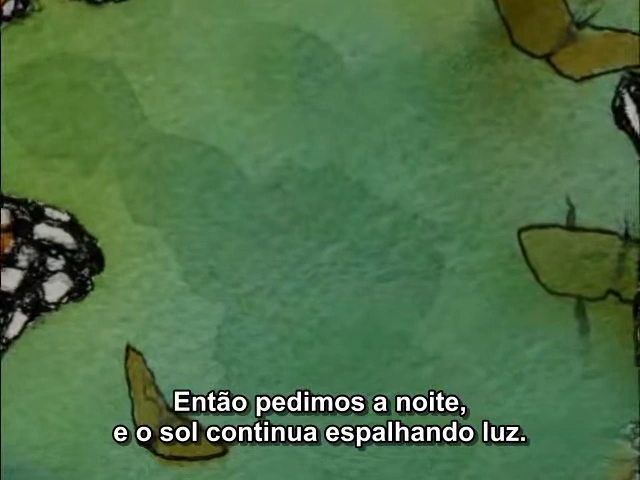 Então pedimos a noite,
e o sol continua espalhando luz.